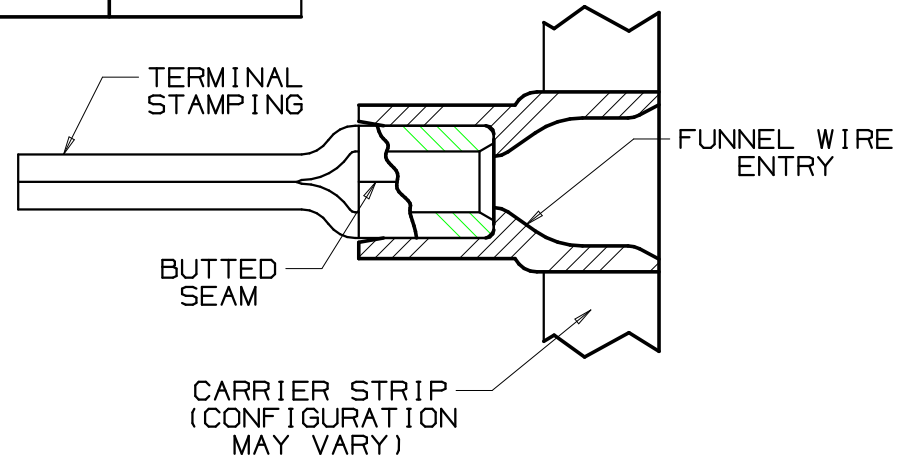 TERMINAL
STAMPING
FUNNEL WIRE
ENTRY
BUTTED
SEAM
CARRIER STRIP
(CONFIGURATION
MAY VARY)